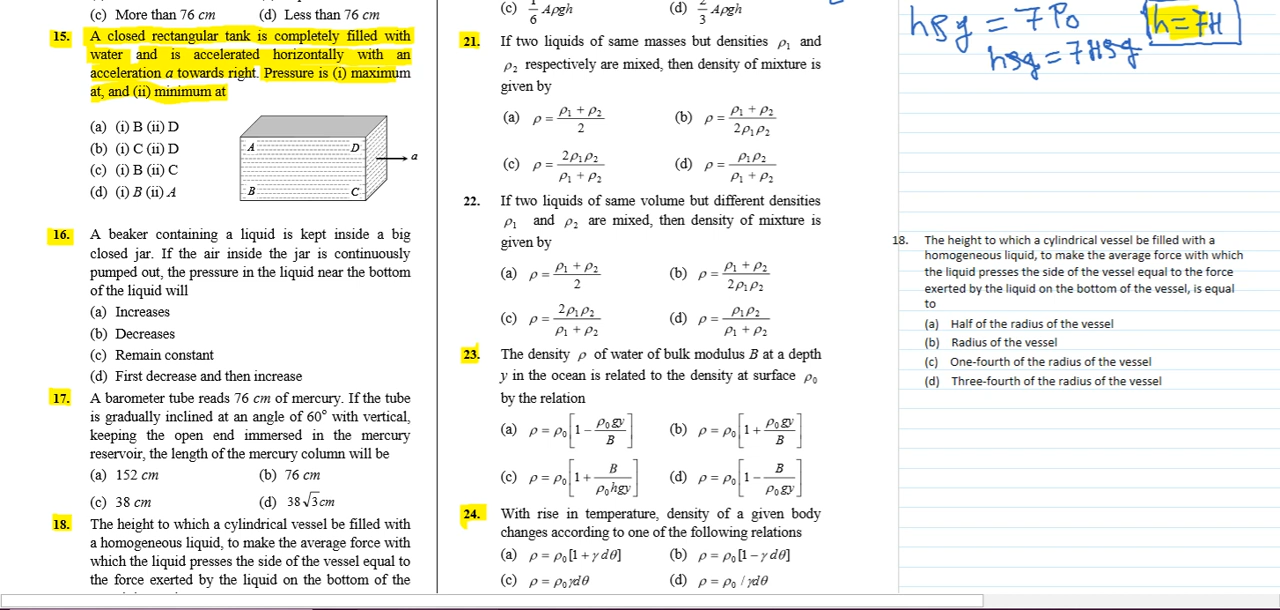 (c) More than 76 cm (d) Less than 76 cm
15. A closed rectangular tank is completely filled with
water and is accelerated horizontally with an
acceleration a towards right. Pressure is (i) maximum
at, and (ii) minimum at
(a) (i) B (ii) D
(b) (i) C (ii) D
(c) (i) B (ii) C
(d) (i) B (ii) A
A D
B C
a
16. A beaker containing a liquid is kept inside a big
closed jar. If the air inside the jar is continuously
pumped out, the pressure in the liquid near the bottom
of the liquid will
(a) Increases
(b) Decreases
(c) Remain constant
(d) First decrease and then increase
17. A barometer tube reads 76 cm of mercury. If the tube
is gradually inclined at an angle of 60° with vertical,
keeping the open end immersed in the mercury
reservoir, the length of the mercury column will be
(a) 152 cm (b) 76 cm
(c) 38 cm (d) 38√3cm
18. The height to which a cylindrical vessel be filled with
a homogeneous liquid, to make the average force with
which the liquid presses the side of the vessel equal to
the force exerted by the liquid on the bottom of the
(c) 1/6 Aρgh (d) 2/3 Aρgh
21. If two liquids of same masses but densities ρ₁ and
ρ₂ respectively are mixed, then density of mixture is
given by
(a) ρ = (ρ₁ + ρ₂)/2 (b) ρ = (ρ₁ + ρ₂)/2ρ₁ρ₂
(c) ρ = 2ρ₁ρ₂/(ρ₁ + ρ₂) (d) ρ = ρ₁ρ₂/(ρ₁ + ρ₂)
22. If two liquids of same volume but different densities
ρ₁ and ρ₂ are mixed, then density of mixture is
given by
(a) ρ = (ρ₁ + ρ₂)/2 (b) ρ = (ρ₁ + ρ₂)/2ρ₁ρ₂
(c) ρ = 2ρ₁ρ₂/(ρ₁ + ρ₂) (d) ρ = ρ₁ρ₂/(ρ₁ + ρ₂)
23. The density ρ of water of bulk modulus B at a depth
y in the ocean is related to the density at surface ρ₀
by the relation
(a) ρ = ρ₀[1 − ρ₀gy/B] (b) ρ = ρ₀[1 + ρ₀gy/B]
(c) ρ = ρ₀[1 + B/ρ₀hgy] (d) ρ = ρ₀[1 − B/ρ₀gy]
24. With rise in temperature, density of a given body
changes according to one of the following relations
(a) ρ = ρ₀[1 + γ dθ] (b) ρ = ρ₀[1 − γ dθ]
(c) ρ = ρ₀γdθ (d) ρ = ρ₀ / γdθ
hρg = 7P₀ h=7H
hρg = 7Hρg
18. The height to which a cylindrical vessel be filled with a
homogeneous liquid, to make the average force with which
the liquid presses the side of the vessel equal to the force
exerted by the liquid on the bottom of the vessel, is equal
to
(a) Half of the radius of the vessel
(b) Radius of the vessel
(c) One-fourth of the radius of the vessel
(d) Three-fourth of the radius of the vessel